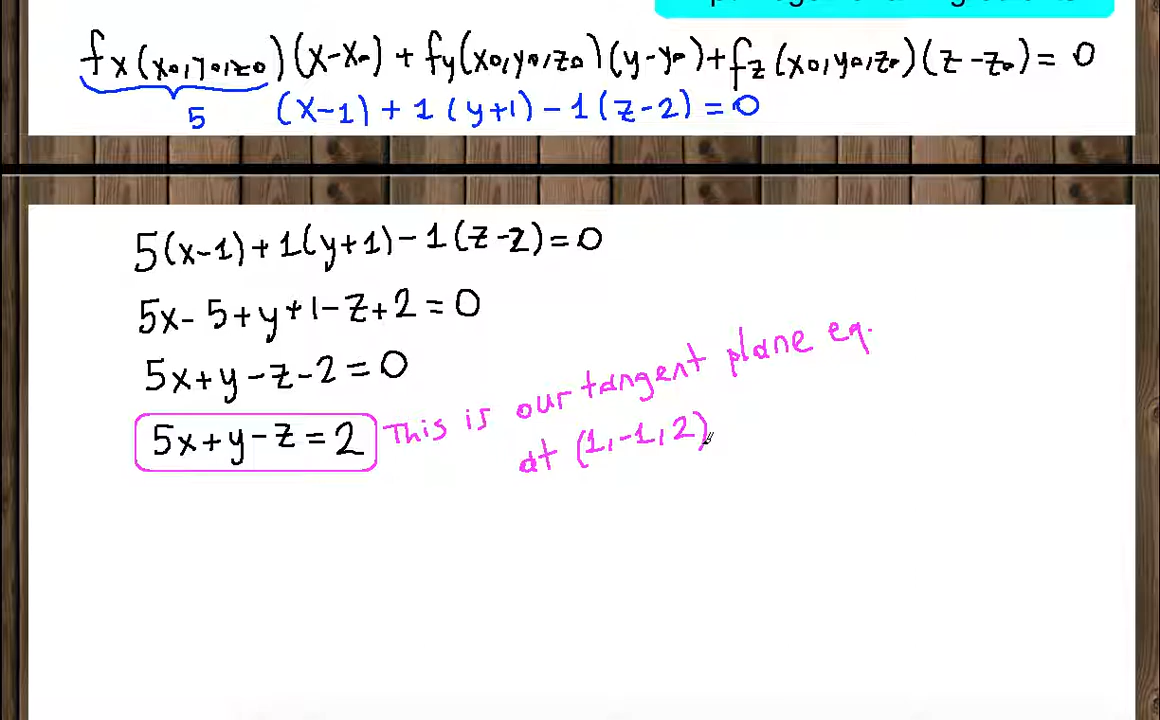 fx(x0,y0,z0)(x-x0)+fy(x0,y0,z0)(y-y0)+fz(x0,y0,z0)(z-z0)=0
5 (x-1)+1(y+1)-1(z-2)=0
5(x-1)+1(y+1)-1(z-2)=0
5x-5+y+1-z+2=0
5x+y-z-2=0
5x+y-z=2 This is our tangent plane eq.
at (1,-1,2)